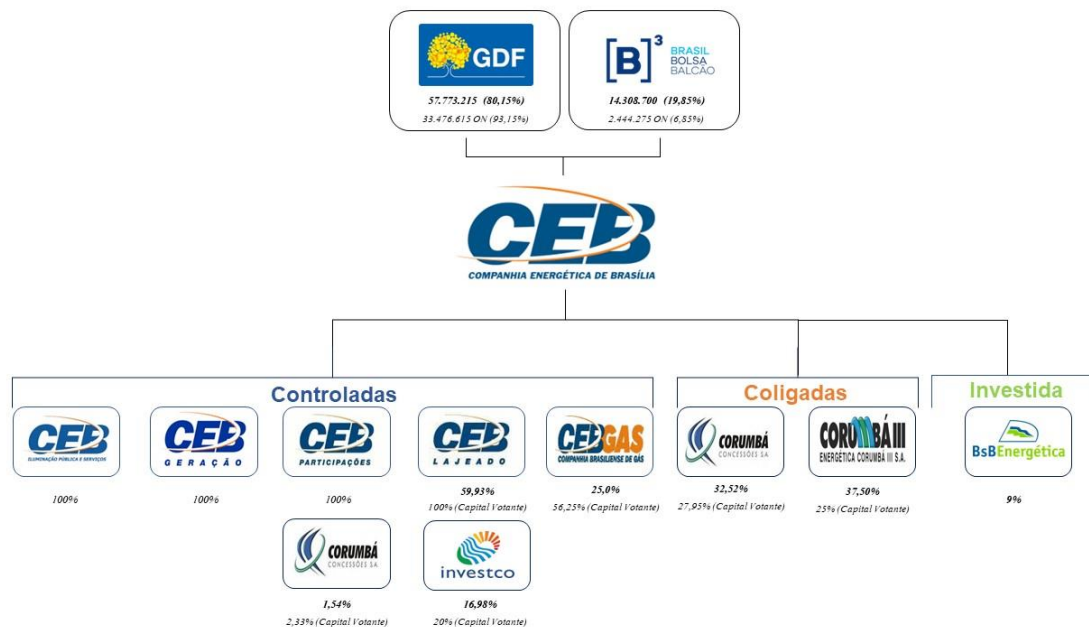 GDF
[B]³ BRASIL
BOLSA
BALCÃO
57.773.215 (80,15%)
33.476.615 ON (93,15%)
14.308.700 (19,85%)
2.444.275 ON (6,85%)
CEB
COMPANHIA ENERGÉTICA DE BRASÍLIA
Controladas
Coligadas
Investida
CEB
ILUMINAÇÃO PÚBLICA E SERVIÇOS
CEB
GERAÇÃO
CEB
PARTICIPAÇÕES
CEB
LAJEADO
CEBGAS
COMPANHIA BRASILIENSE DE GÁS
CORUMBÁ
CONCESSÕES S.A.
CORUMBÁ III
ENERGÉTICA CORUMBÁ III S.A.
BsBEnergética
100%
100%
100%
59,93%
100% (Capital Votante)
25,0%
56,25% (Capital Votante)
32,52%
27,95% (Capital Votante)
37,50%
25% (Capital Votante)
9%
CORUMBÁ
CONCESSÕES S.A.
investco
1,54%
2,33% (Capital Votante)
16,98%
20% (Capital Votante)